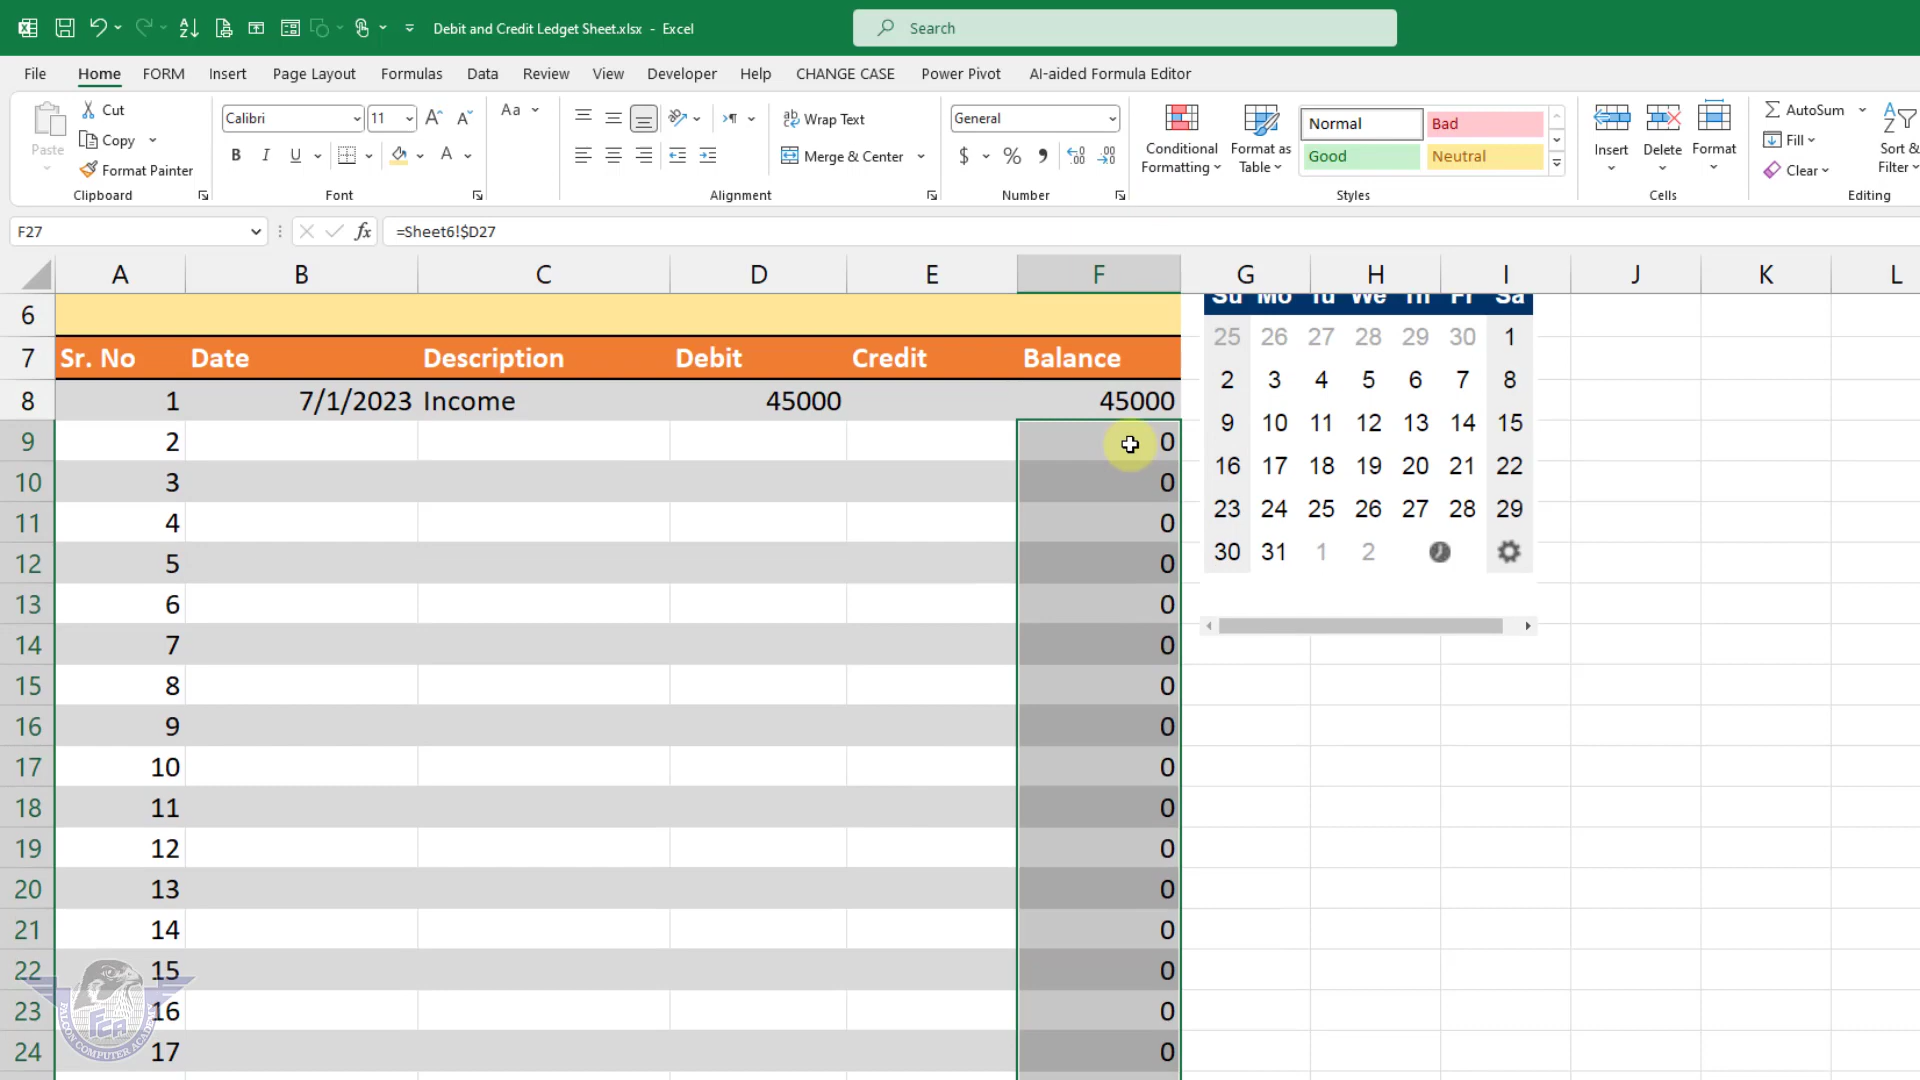 Debit and Credit Ledget Sheet.xlsx - Excel
Search
File Home FORM Insert Page Layout Formulas Data Review View Developer Help CHANGE CASE Power Pivot AI-aided Formula Editor
Paste Cut Copy Format Painter Clipboard
Calibri 11 Font
Wrap Text Merge & Center Alignment
General Number
Conditional Formatting Format as Table
Normal Bad Good Neutral Styles
Insert Delete Format Cells
AutoSum Fill Clear Sort & Filter Editing
F27 fx =Sheet6!$D27
A B C D E F G H I J K L
6 Su Mo Tu We Th Fr Sa
25 26 27 28 29 30 1
7 Sr. No Date Description Debit Credit Balance
2 3 4 5 6 7 8
8 1 7/1/2023 Income 45000 45000
9 10 11 12 13 14 15
9 2 0
16 17 18 19 20 21 22
10 3 0
23 24 25 26 27 28 29
11 4 0
30 31 1 2
12 5 0
13 6 0
14 7 0
15 8 0
16 9 0
17 10 0
18 11 0
19 12 0
20 13 0
21 14 0
22 15 0
23 16 0
24 17 0
FCA
FALCON COMPUTER ACADEMY